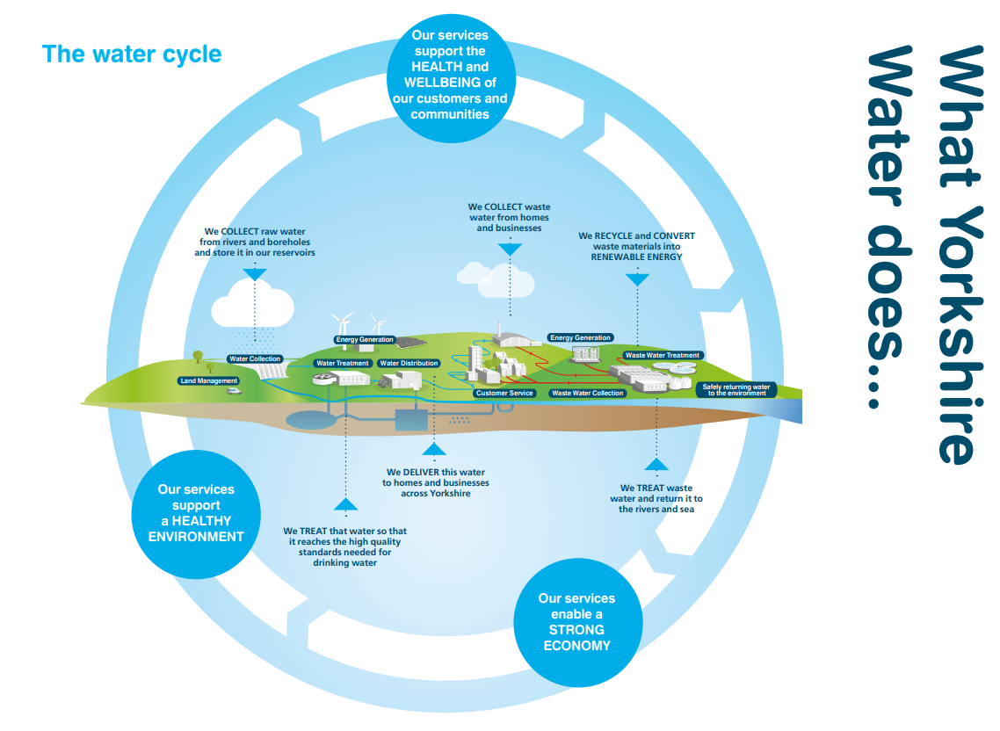 The water cycle
What Yorkshire
Water does...
Our services
support the
HEALTH and
WELLBEING of
our customers and
communities
We COLLECT raw water
from rivers and boreholes
and store it in our reservoirs
We COLLECT waste
water from homes
and businesses
We RECYCLE and CONVERT
waste materials into
RENEWABLE ENERGY
Energy Generation
Energy Generation
Water Collection
Water Treatment
Water Distribution
Waste Water Treatment
Land Management
Customer Service
Waste Water Collection
Safely returning water
to the environment
We DELIVER this water
to homes and businesses
across Yorkshire
We TREAT waste
water and return it to
the rivers and sea
We TREAT that water so that
it reaches the high quality
standards needed for
drinking water
Our services
support
a HEALTHY
ENVIRONMENT
Our services
enable a
STRONG
ECONOMY